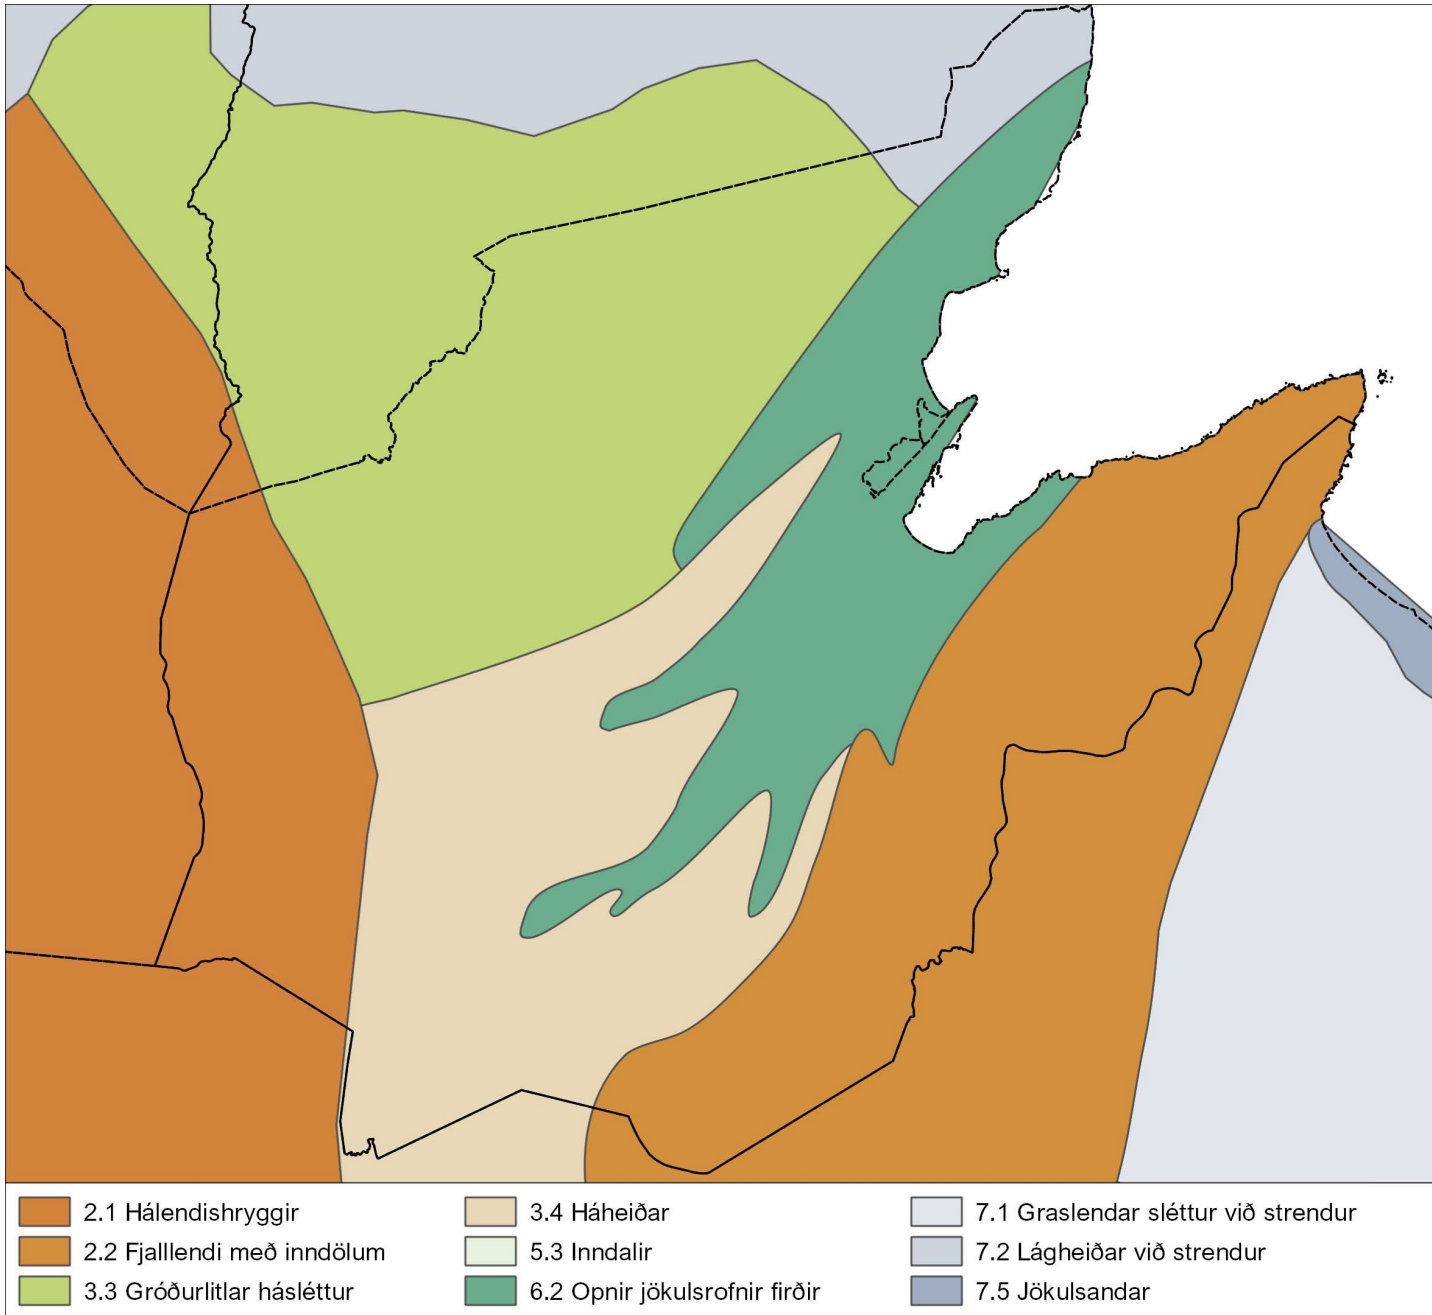 2.1 Hálendishryggir
2.2 Fjalllendi með inndölum
3.3 Gróðurlitlar hásléttur
3.4 Háheiðar
5.3 Inndalir
6.2 Opnir jökulsrofnir firðir
7.1 Graslendar sléttur við strendur
7.2 Lágheiðar við strendur
7.5 Jökulsandar